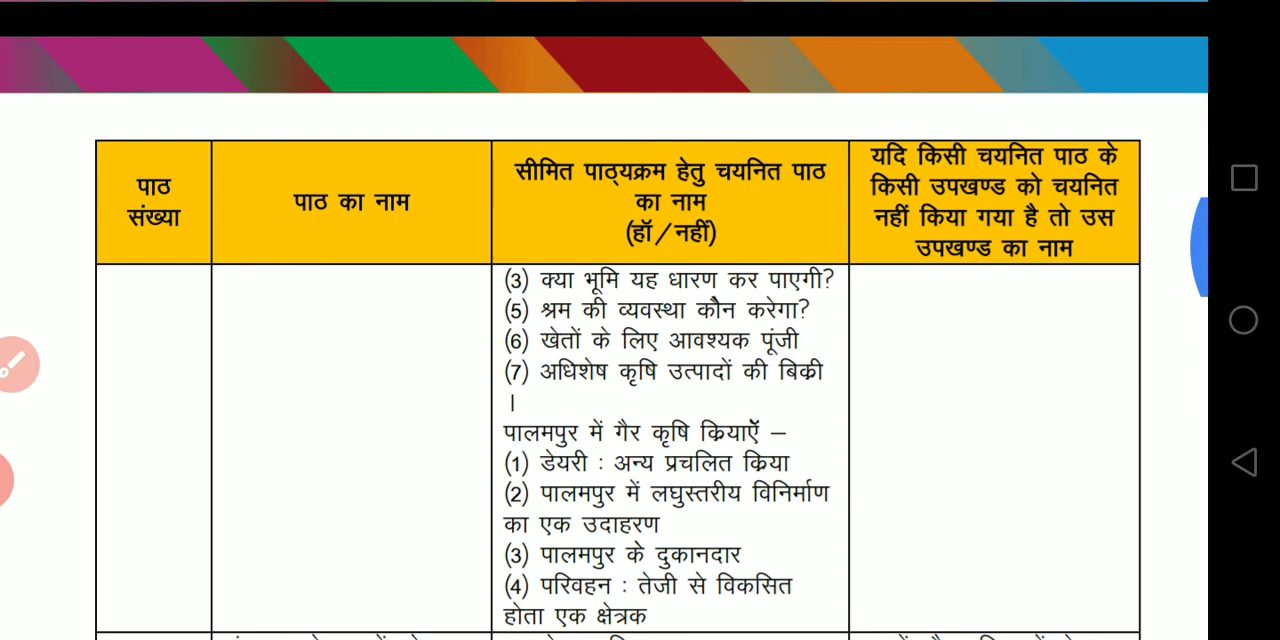 पाठ
संख्या
पाठ का नाम
सीमित पाठ्यक्रम हेतु चयनित पाठ
का नाम
(हॉ/नहीं)
यदि किसी चयनित पाठ के
किसी उपखण्ड को चयनित
नहीं किया गया है तो उस
उपखण्ड का नाम
(3) क्या भूमि यह धारण कर पाएगी?
(5) श्रम की व्यवस्था कौन करेगा?
(6) खेतों के लिए आवश्यक पूंजी
(7) अधिशेष कृषि उत्पादों की बिक्री
।
पालमपुर में गैर कृषि क्रियाऍं –
(1) डेयरी : अन्य प्रचलित क्रिया
(2) पालमपुर में लघुस्तरीय विनिर्माण
का एक उदाहरण
(3) पालमपुर के दुकानदार
(4) परिवहन : तेजी से विकसित
होता एक क्षेत्रक